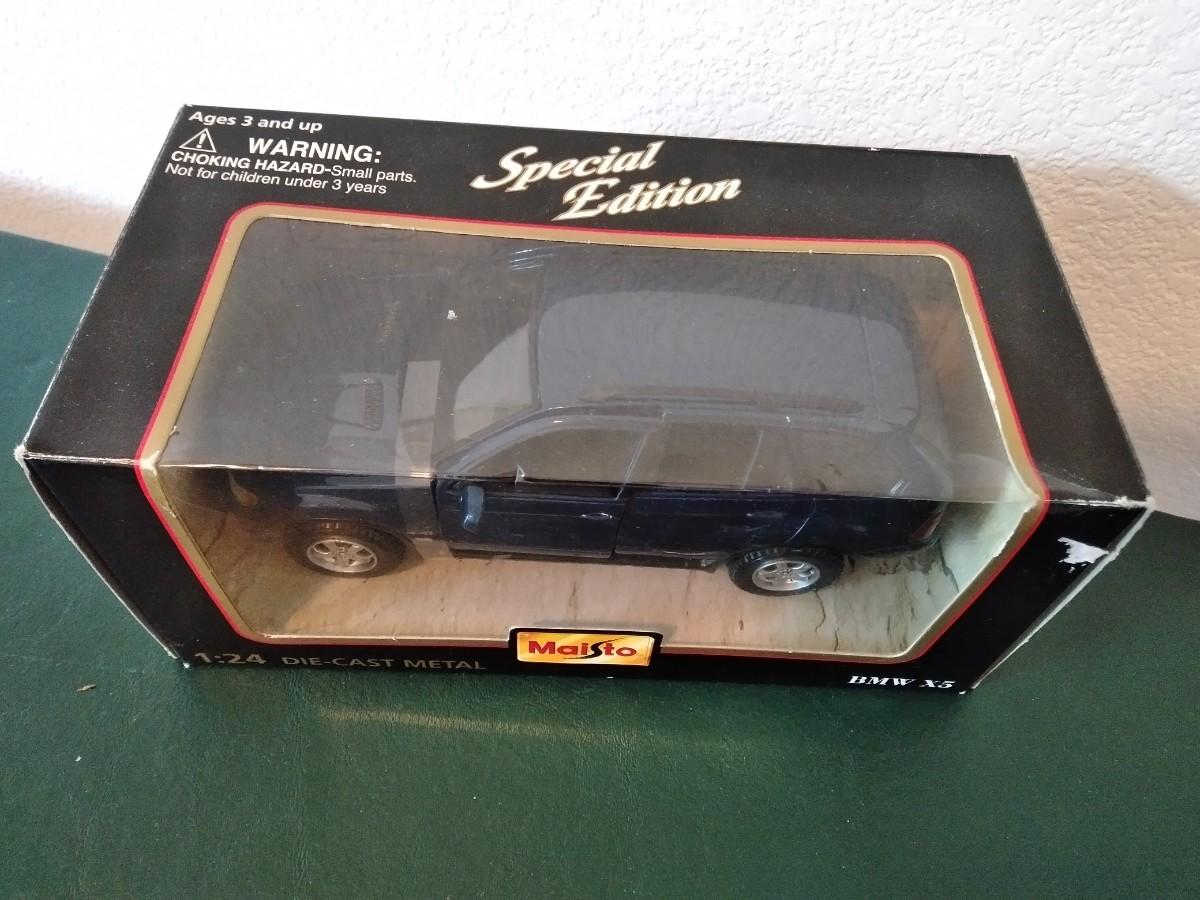 Ages 3 and up
WARNING:
CHOKING HAZARD-Small parts.
Not for children under 3 years
Special
Edition
Maisto
1:24 DIE-CAST METAL
BMW X5